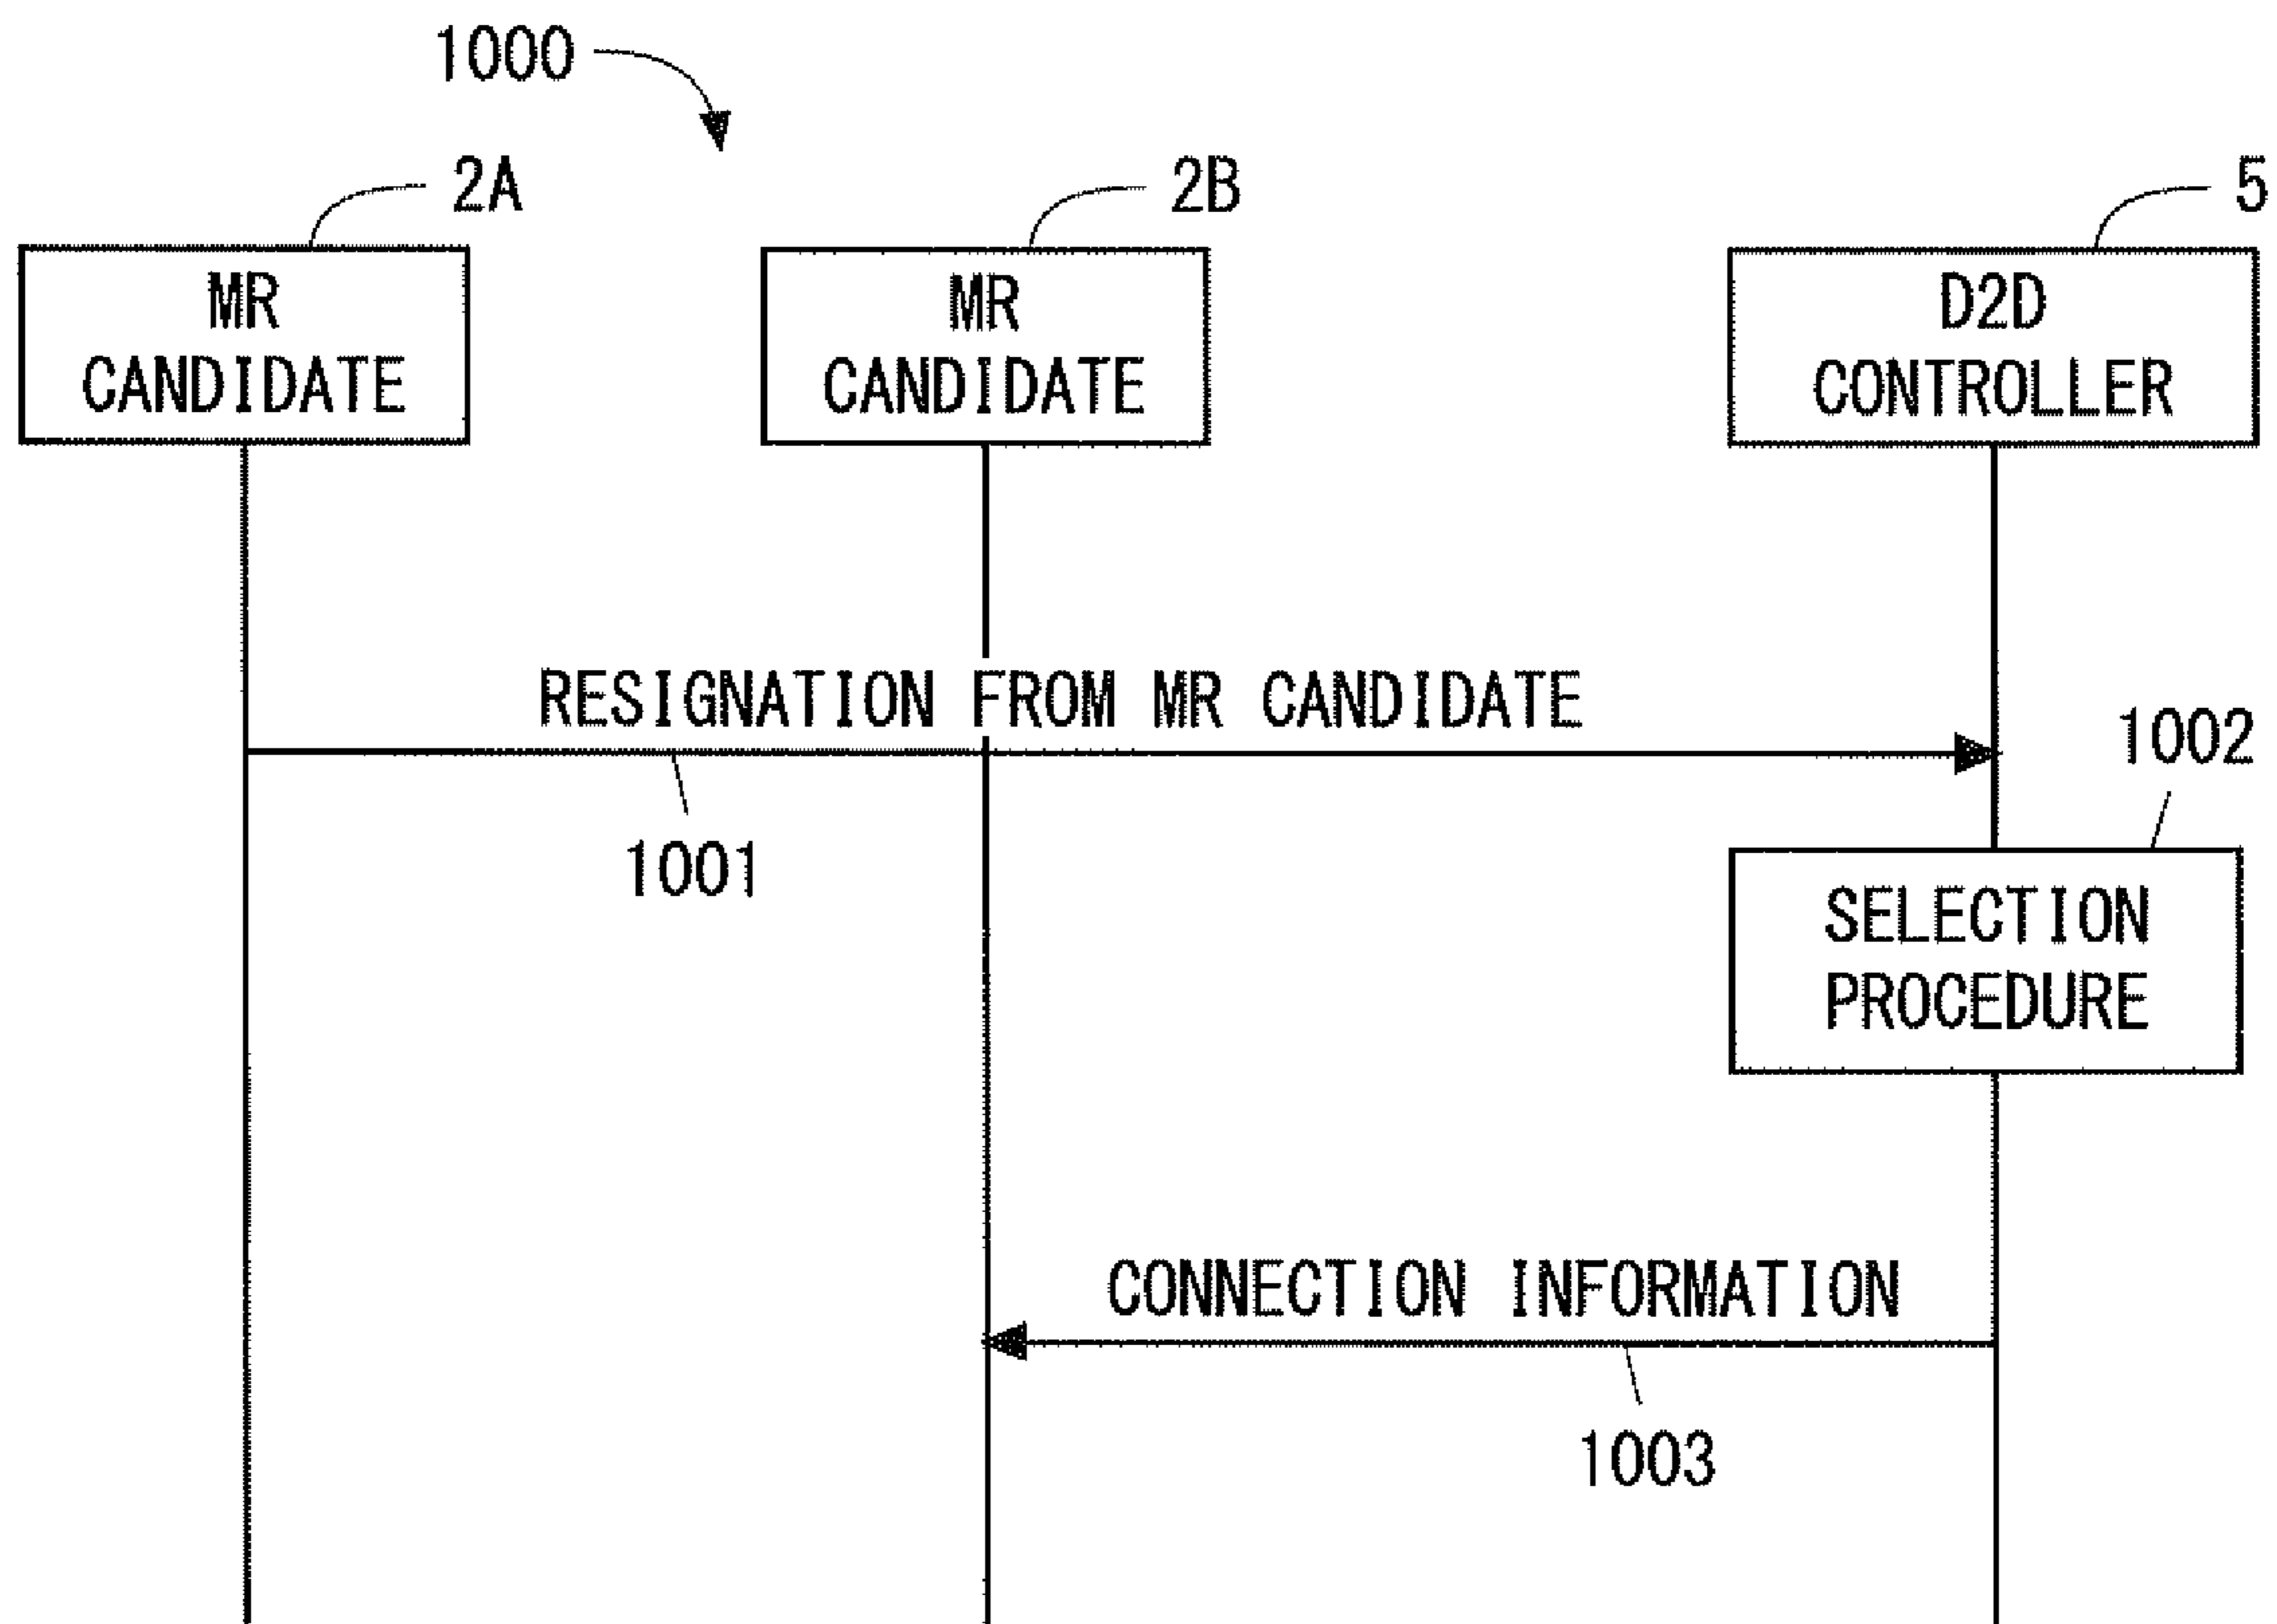 1000
2A
2B
5
MR
CANDIDATE
MR
CANDIDATE
D2D
CONTROLLER
RESIGNATION FROM MR CANDIDATE
1001
1002
SELECTION
PROCEDURE
CONNECTION INFORMATION
1003